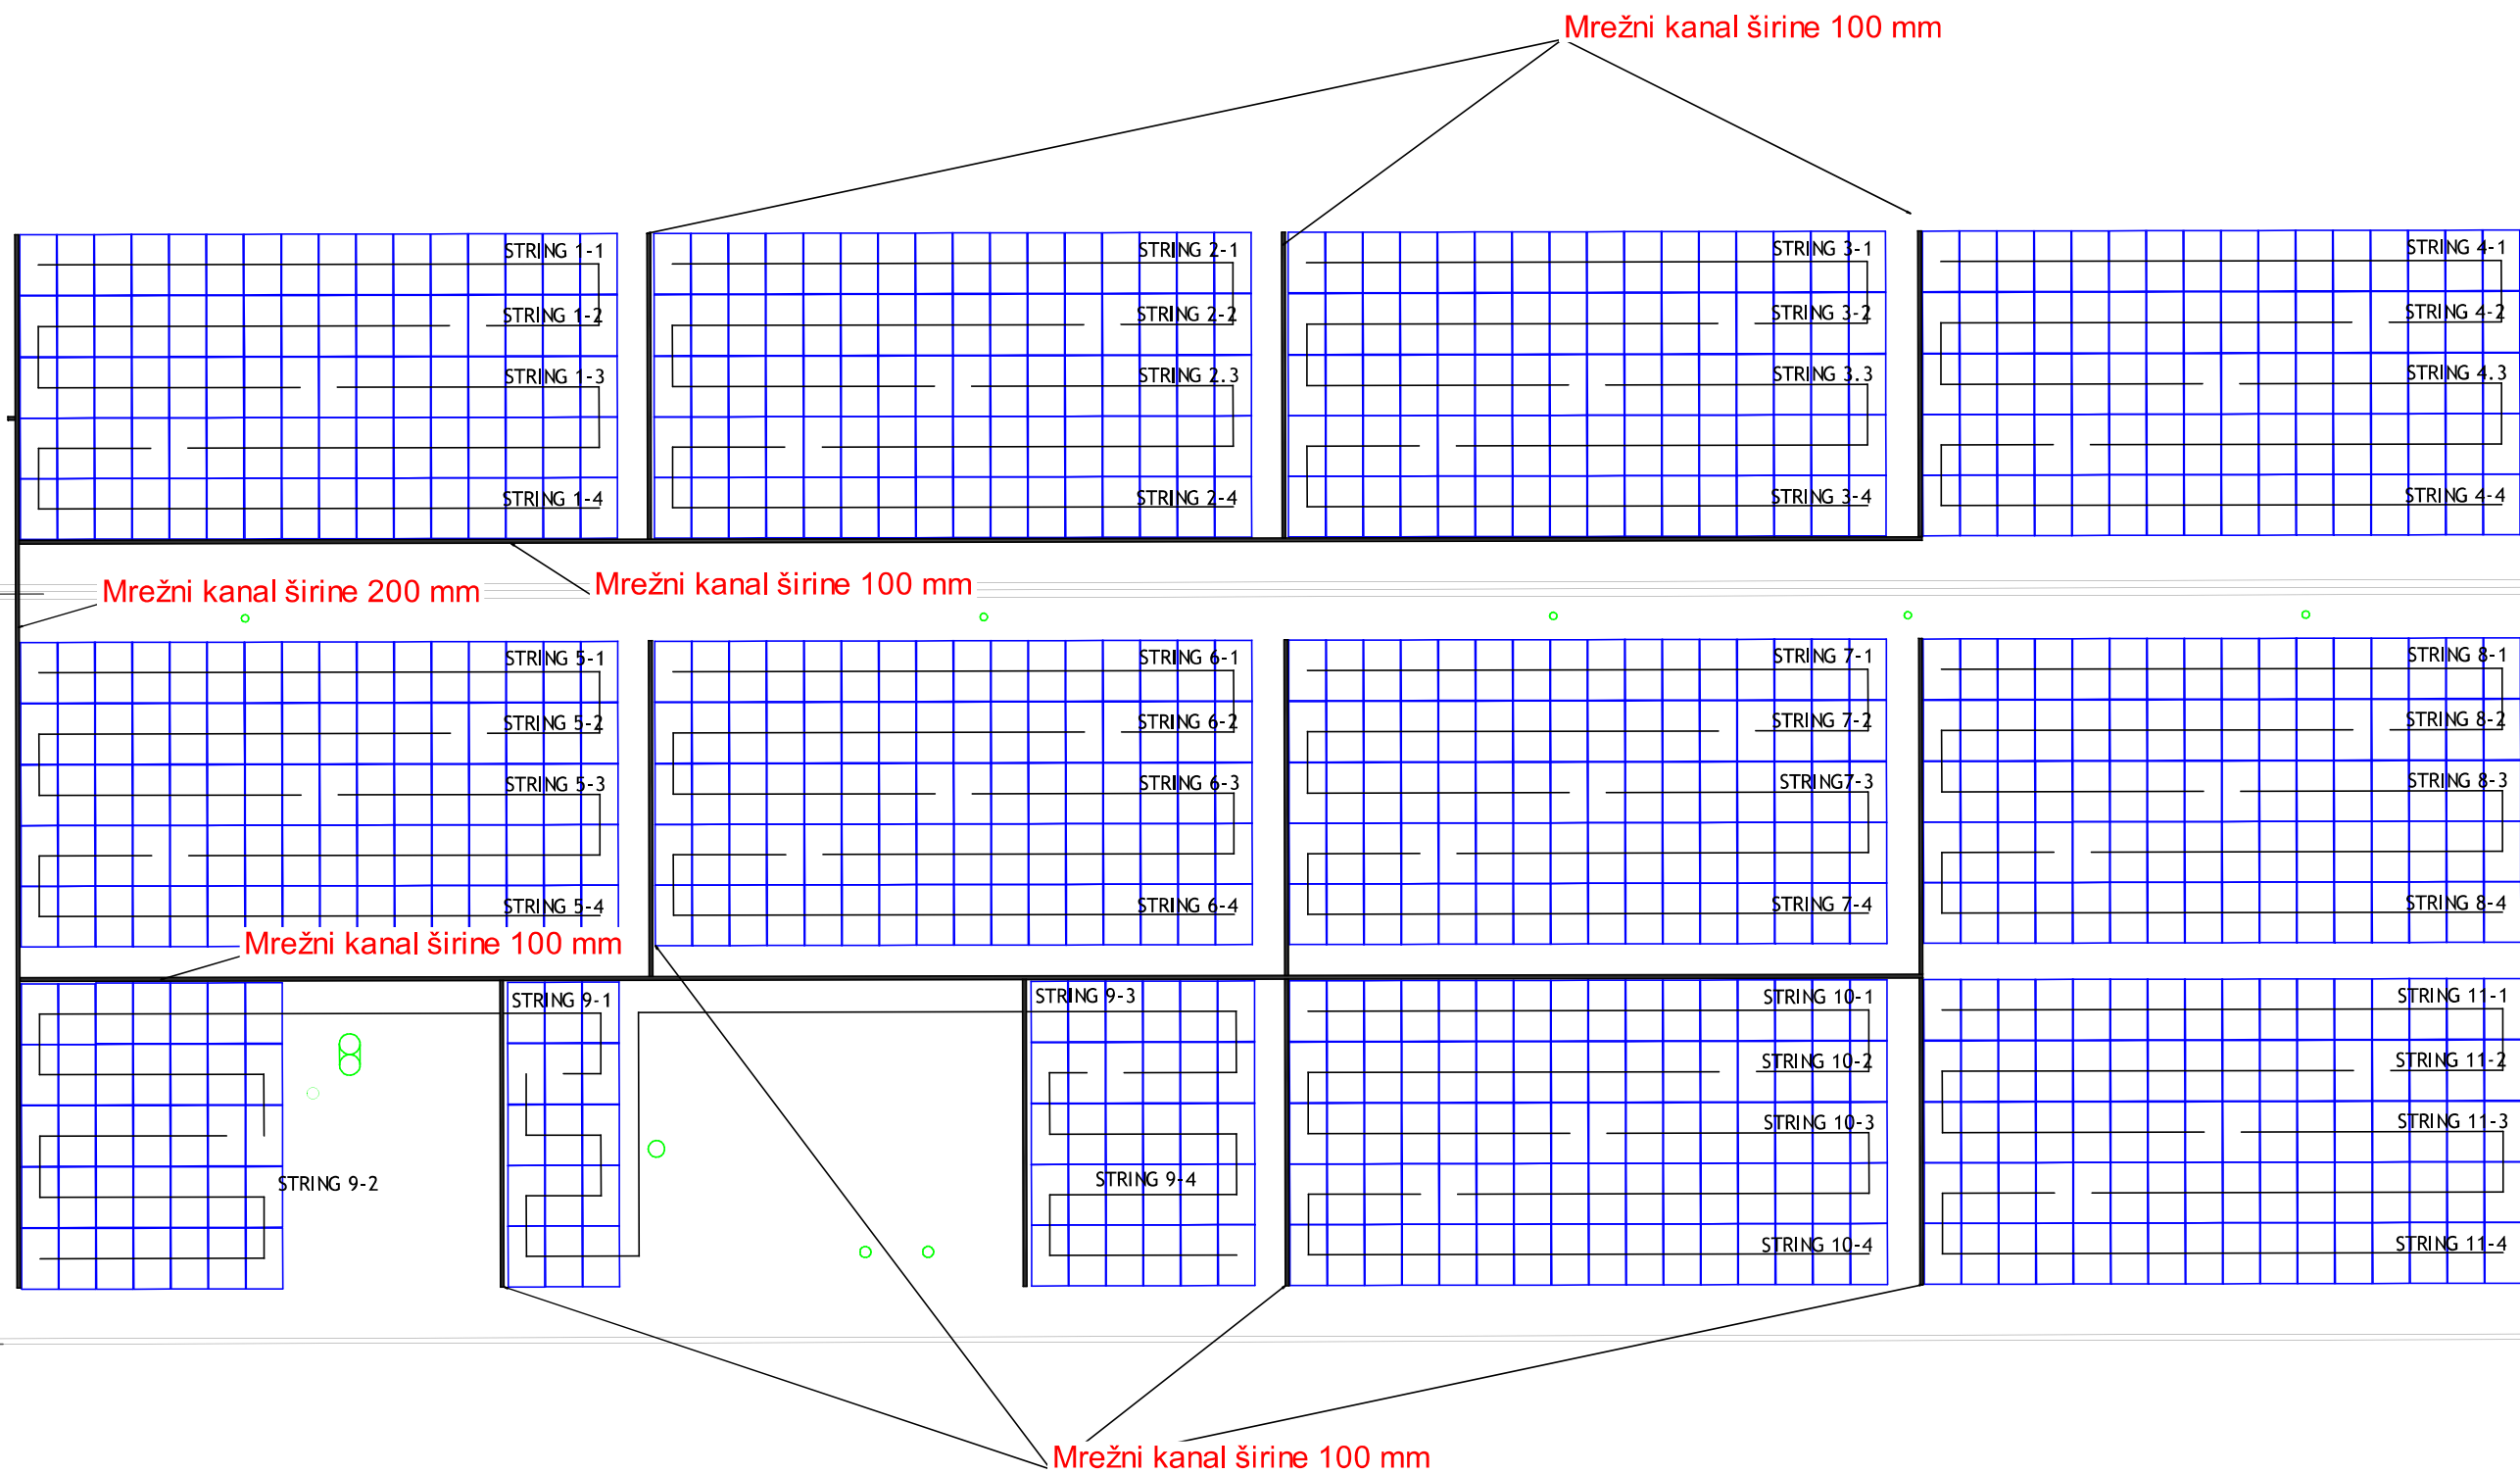 Mrežni kanal širine 100 mm
STRING 1-1
STRING 2-1
STRING 3-1
STRING 4-1
STRING 1-2
STRING 2-2
STRING 3-2
STRING 4-2
STRING 1-3
STRING 2.3
STRING 3.3
STRING 4.3
STRING 1-4
STRING 2-4
STRING 3-4
STRING 4-4
Mrežni kanal širine 200 mm
Mrežni kanal širine 100 mm
STRING 5-1
STRING 6-1
STRING 7-1
STRING 8-1
STRING 5-2
STRING 6-2
STRING 7-2
STRING 8-2
STRING 5-3
STRING 6-3
STRING7-3
STRING 8-3
STRING 5-4
STRING 6-4
STRING 7-4
STRING 8-4
Mrežni kanal širine 100 mm
STRING 9-1
STRING 9-3
STRING 10-1
STRING 11-1
STRING 10-2
STRING 11-2
STRING 10-3
STRING 11-3
STRING 9-2
STRING 9-4
STRING 10-4
STRING 11-4
Mrežni kanal širine 100 mm